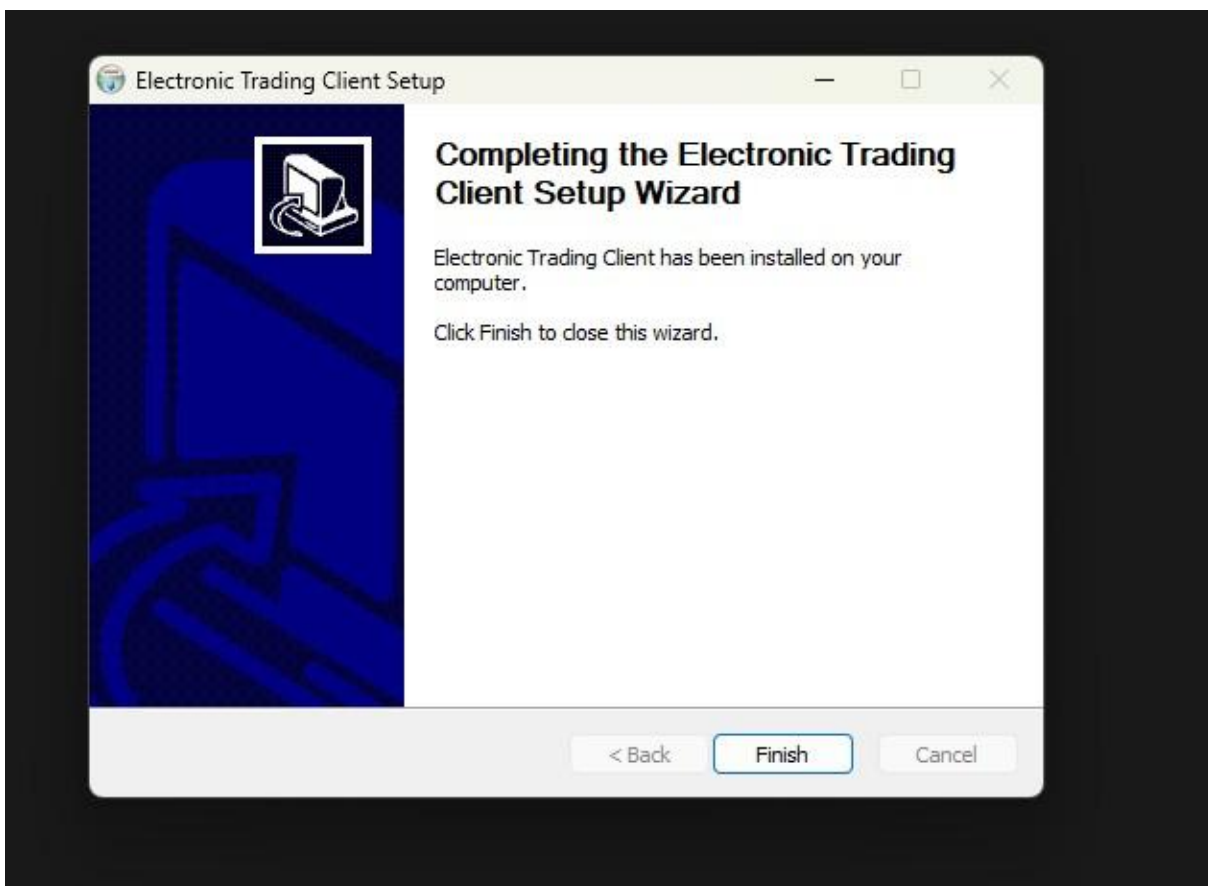 Electronic Trading Client Setup
Completing the Electronic Trading
Client Setup Wizard
Electronic Trading Client has been installed on your
computer.
Click Finish to close this wizard.
< Back
Finish
Cancel